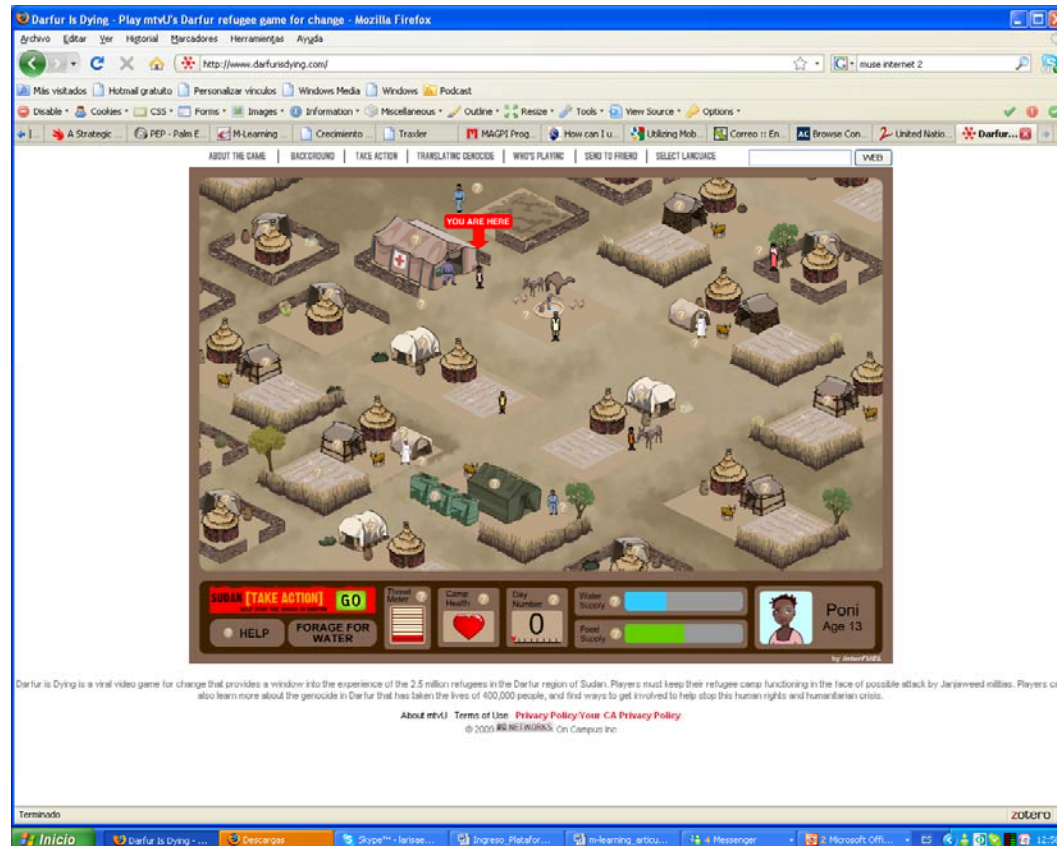 Darfur Is Dying - Play mtvU's Darfur refugee game for change - Mozilla Firefox
Archivo Editar Ver Historial Marcadores Herramientas Ayuda
http://www.darfurisdying.com/
muse internet 2
Más visitados Hotmail gratuito Personalizar vínculos Windows Media Windows Podcast
Disable Cookies CSS Forms Images Information Miscellaneous Outline Resize Tools View Source Options
A Strategic ... PEP - Palm E... M-Learning ... Crecimiento ... Traxler MAGPI Prog... How can I u... Utilizing Mob... Correo :: En... Browse Con... United Natio... Darfur...
ABOUT THE GAME | BACKGROUND | TAKE ACTION | TRANSLATING GENOCIDE | WHO'S PLAYING | SEND TO FRIEND | SELECT LANGUAGE WEB
YOU ARE HERE
SUDAN [TAKE ACTION] GO
HELP
FORAGE FOR WATER
Threat Meter ?
Camp Health ?
Day Number ?
0
Water Supply ?
Food Supply ?
Poni
Age 13
by interFUEL
Darfur is Dying is a viral video game for change that provides a window into the experience of the 2.5 million refugees in the Darfur region of Sudan. Players must keep their refugee camp functioning in the face of possible attack by Janjaweed militias. Players
also learn more about the genocide in Darfur that has taken the lives of 400,000 people, and find ways to get involved to help stop this human rights and humanitarian crisis.
About mtvU Terms of Use Privacy Policy/Your CA Privacy Policy
© 2009 NETWORKS On Campus Inc
Terminado zotero
Inicio Darfur Is Dying - ... Descargas Skype™ - larisae... Ingreso_Platafor... m-learning_articu... 4 Messenger 2 Microsoft Offi... ES